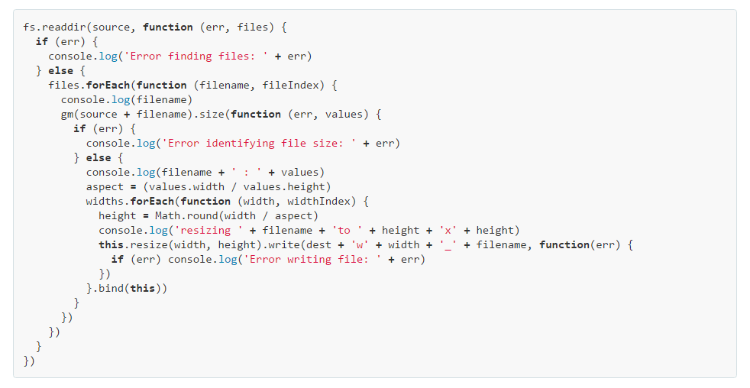 fs.readdir(source, function (err, files) {
  if (err) {
    console.log('Error finding files: ' + err)
  } else {
    files.forEach(function (filename, fileIndex) {
      console.log(filename)
      gm(source + filename).size(function (err, values) {
        if (err) {
          console.log('Error identifying file size: ' + err)
        } else {
          console.log(filename + ' : ' + values)
          aspect = (values.width / values.height)
          widths.forEach(function (width, widthIndex) {
            height = Math.round(width / aspect)
            console.log('resizing ' + filename + 'to ' + height + 'x' + height)
            this.resize(width, height).write(dest + 'w' + width + '_' + filename, function(err) {
              if (err) console.log('Error writing file: ' + err)
            })
          }.bind(this))
        }
      })
    })
  }
})